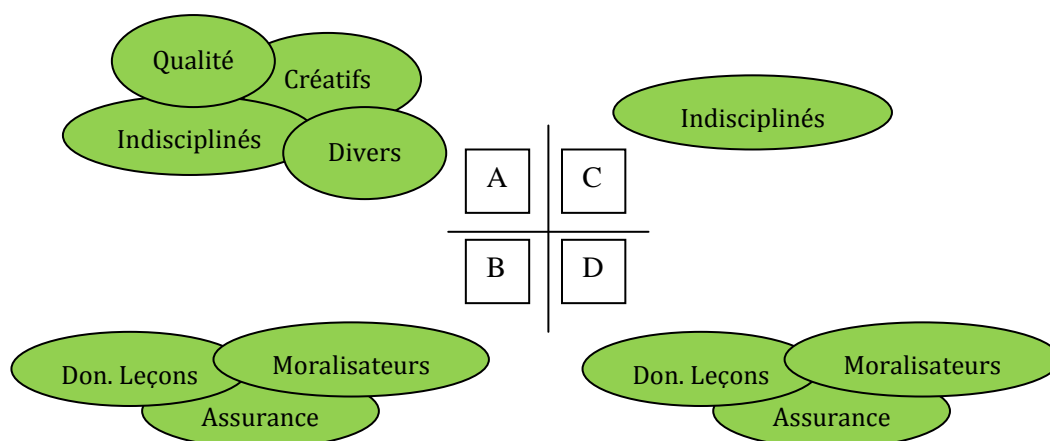 Qualité
Créatifs
Indisciplinés
Divers
Indisciplinés
A
C
B
D
Don. Leçons
Moralisateurs
Assurance
Don. Leçons
Moralisateurs
Assurance